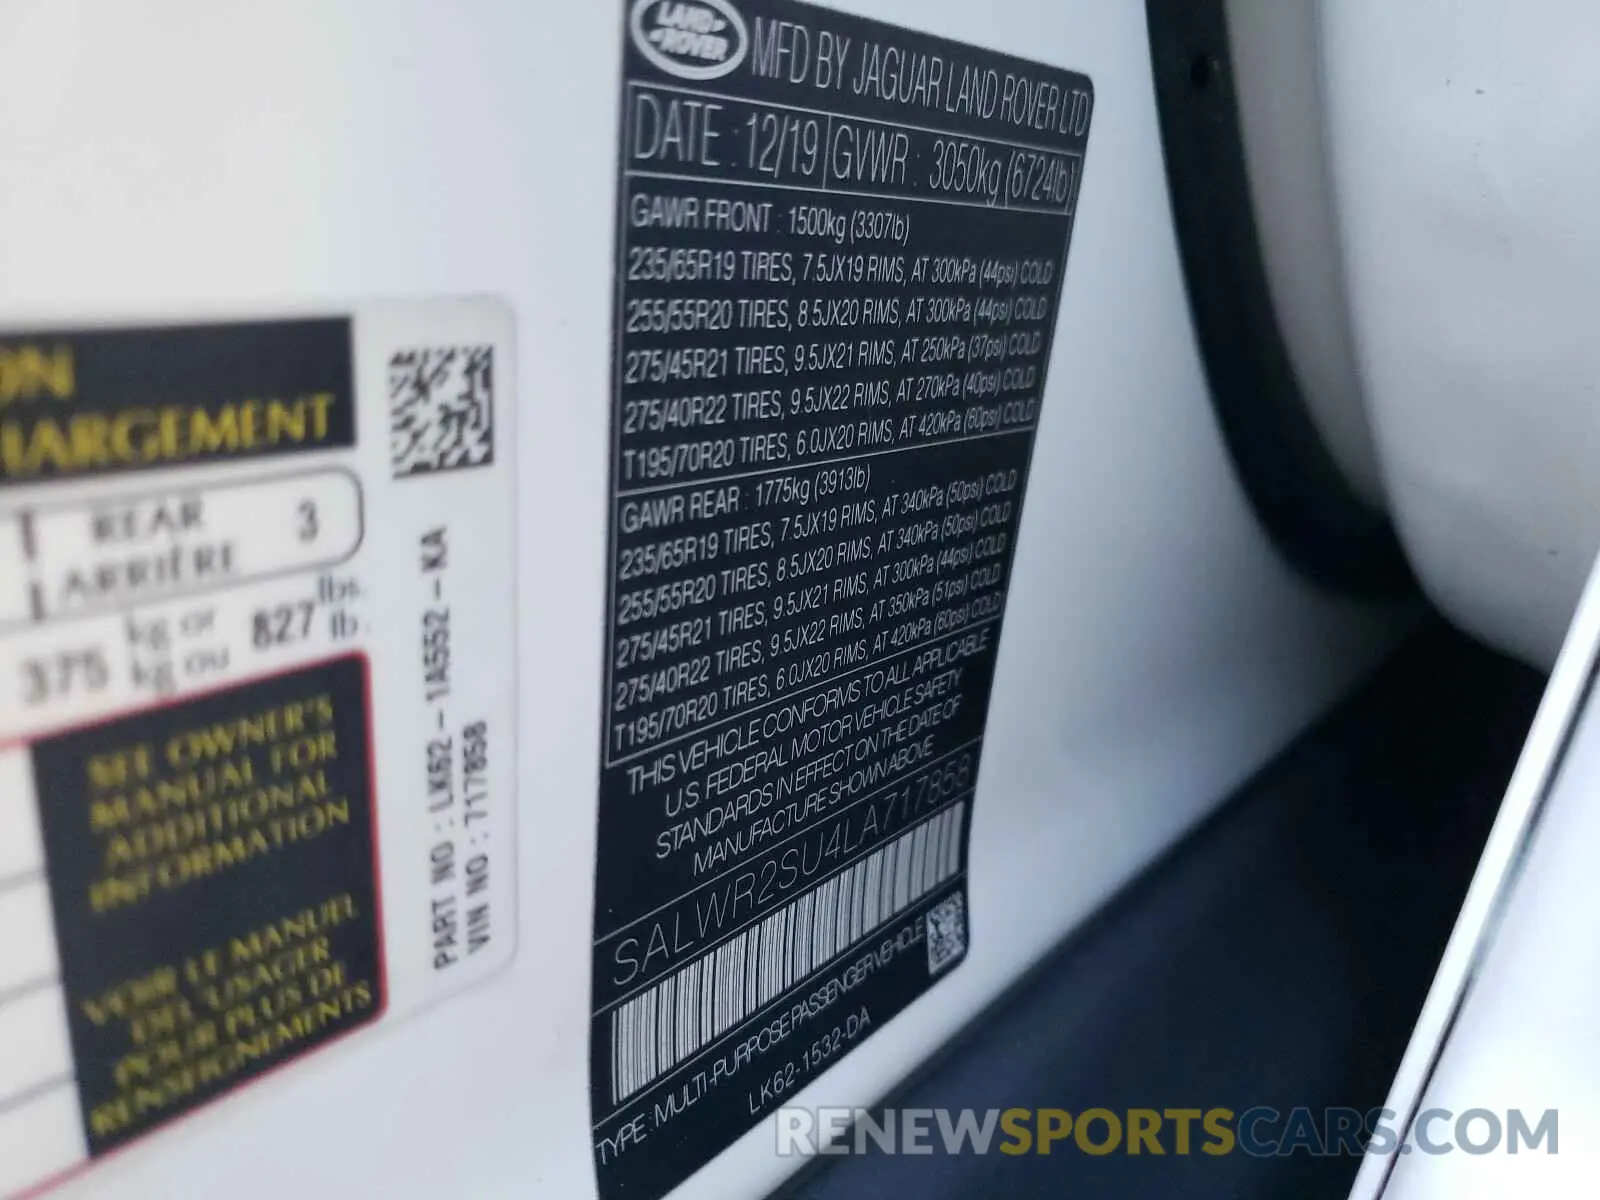 LAND
ROVER
MFD BY JAGUAR LAND ROVER LTD
DATE : 12/19 GVWR : 3050kg (6724lb)
GAWR FRONT : 1500kg (3307lb)
235/65R19 TIRES, 7.5JX19 RIMS, AT 300kPa (44psi) COLD
255/55R20 TIRES, 8.5JX20 RIMS, AT 300kPa (44psi) COLD
275/45R21 TIRES, 9.5JX21 RIMS, AT 250kPa (37psi) COLD
275/40R22 TIRES, 9.5JX22 RIMS, AT 270kPa (40psi) COLD
T195/70R20 TIRES, 6.0JX20 RIMS, AT 420kPa (60psi) COLD
GAWR REAR : 1775kg (3913lb)
235/65R19 TIRES, 7.5JX19 RIMS, AT 340kPa (50psi) COLD
255/55R20 TIRES, 8.5JX20 RIMS, AT 340kPa (50psi) COLD
275/45R21 TIRES, 9.5JX21 RIMS, AT 300kPa (44psi) COLD
275/40R22 TIRES, 9.5JX22 RIMS, AT 350kPa (51psi) COLD
T195/70R20 TIRES, 6.0JX20 RIMS, AT 420kPa (60psi) COLD
THIS VEHICLE CONFORMS TO ALL APPLICABLE
U.S. FEDERAL MOTOR VEHICLE SAFETY
STANDARDS IN EFFECT ON THE DATE OF
MANUFACTURE SHOWN ABOVE
SALWR2SU4LA717858
TYPE : MULTI-PURPOSE PASSENGER VEHICLE
LK62-1532-DA
ON
HARGEMENT
REAR 3
ARRIÈRE
375 kg or 827 lbs.
kg ou lb.
SEE OWNER'S
MANUAL FOR
ADDITIONAL
INFORMATION
VOIR LE MANUEL
DEL 'USAGER
POUR PLUS DE
RENSEIGNEMENTS
PART NO : LK62-1A552-KA
VIN NO : 717858
RENEWSPORTSCARS.COM